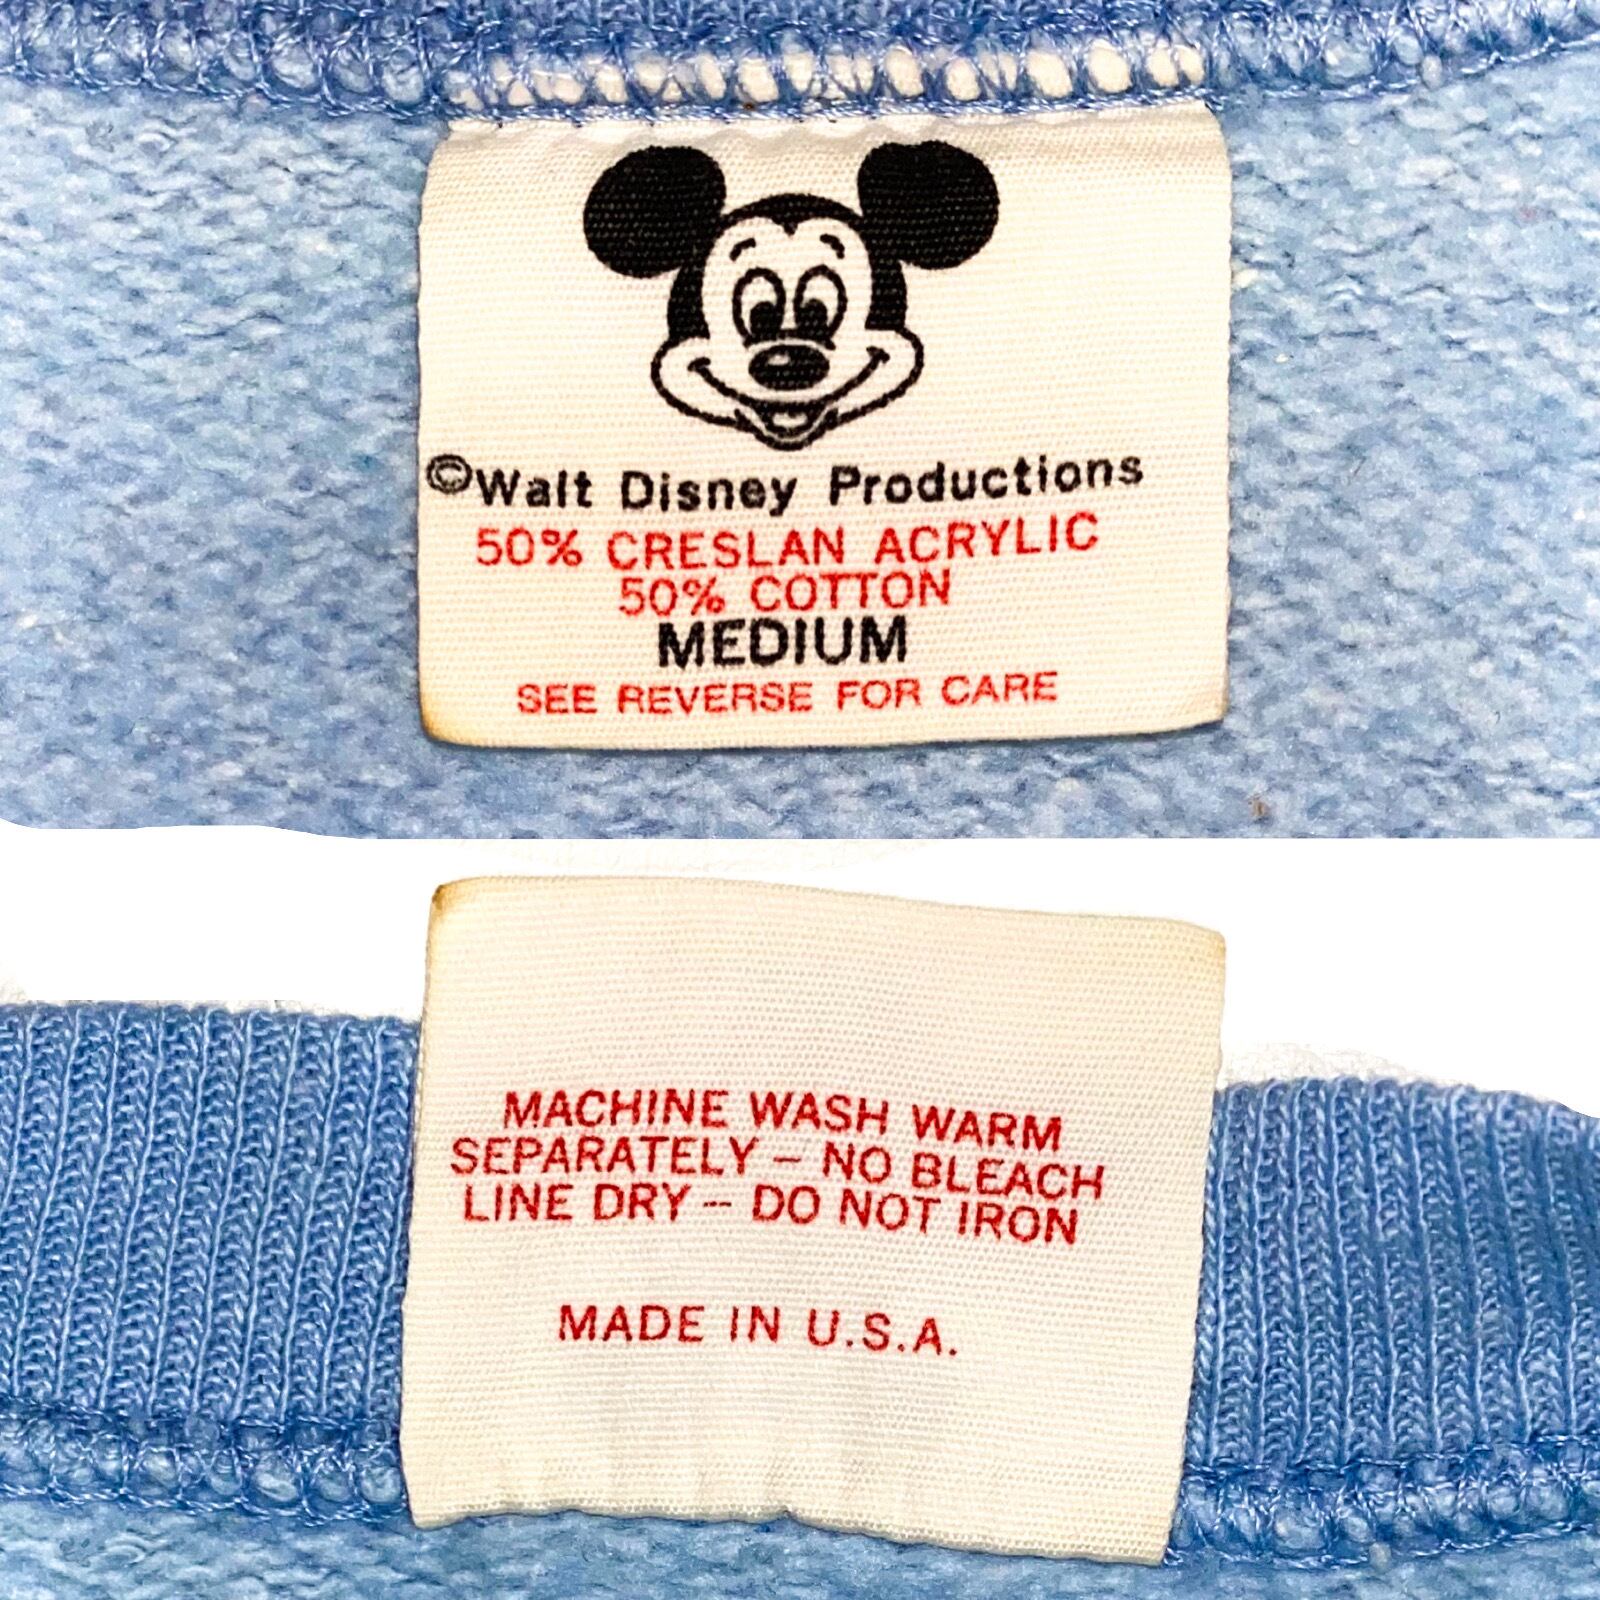 ©Walt Disney Productions
50% CRESLAN ACRYLIC
50% COTTON
MEDIUM
SEE REVERSE FOR CARE
MACHINE WASH WARM
SEPARATELY – NO BLEACH
LINE DRY -- DO NOT IRON
MADE IN U.S.A.